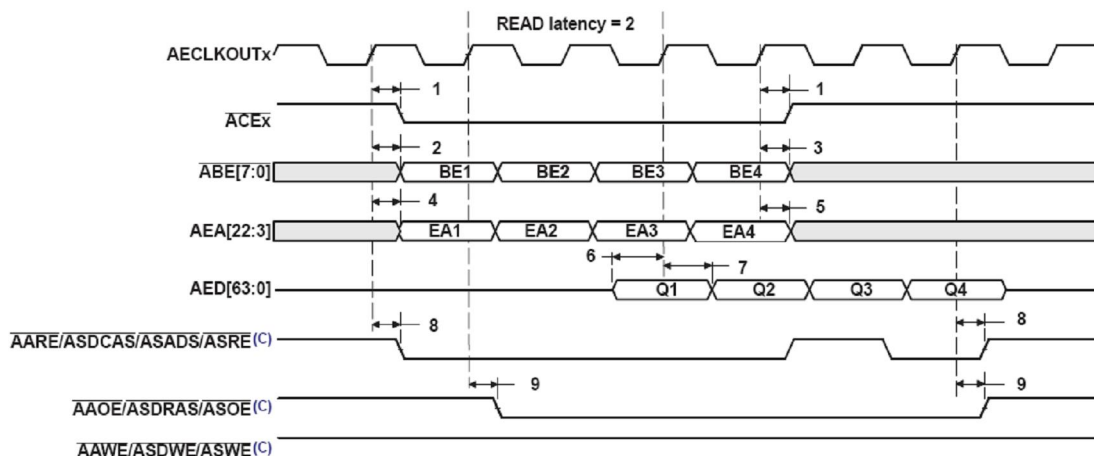 READ latency = 2
AECLKOUTx
1 1
ACEx
2 3
ABE[7:0] BE1 BE2 BE3 BE4
4 5
AEA[22:3] EA1 EA2 EA3 EA4
6 7
AED[63:0] Q1 Q2 Q3 Q4
8 8
AARE/ASDCAS/ASADS/ASRE(C)
9 9
AAOE/ASDRAS/ASOE(C)
AAWE/ASDWE/ASWE(C)